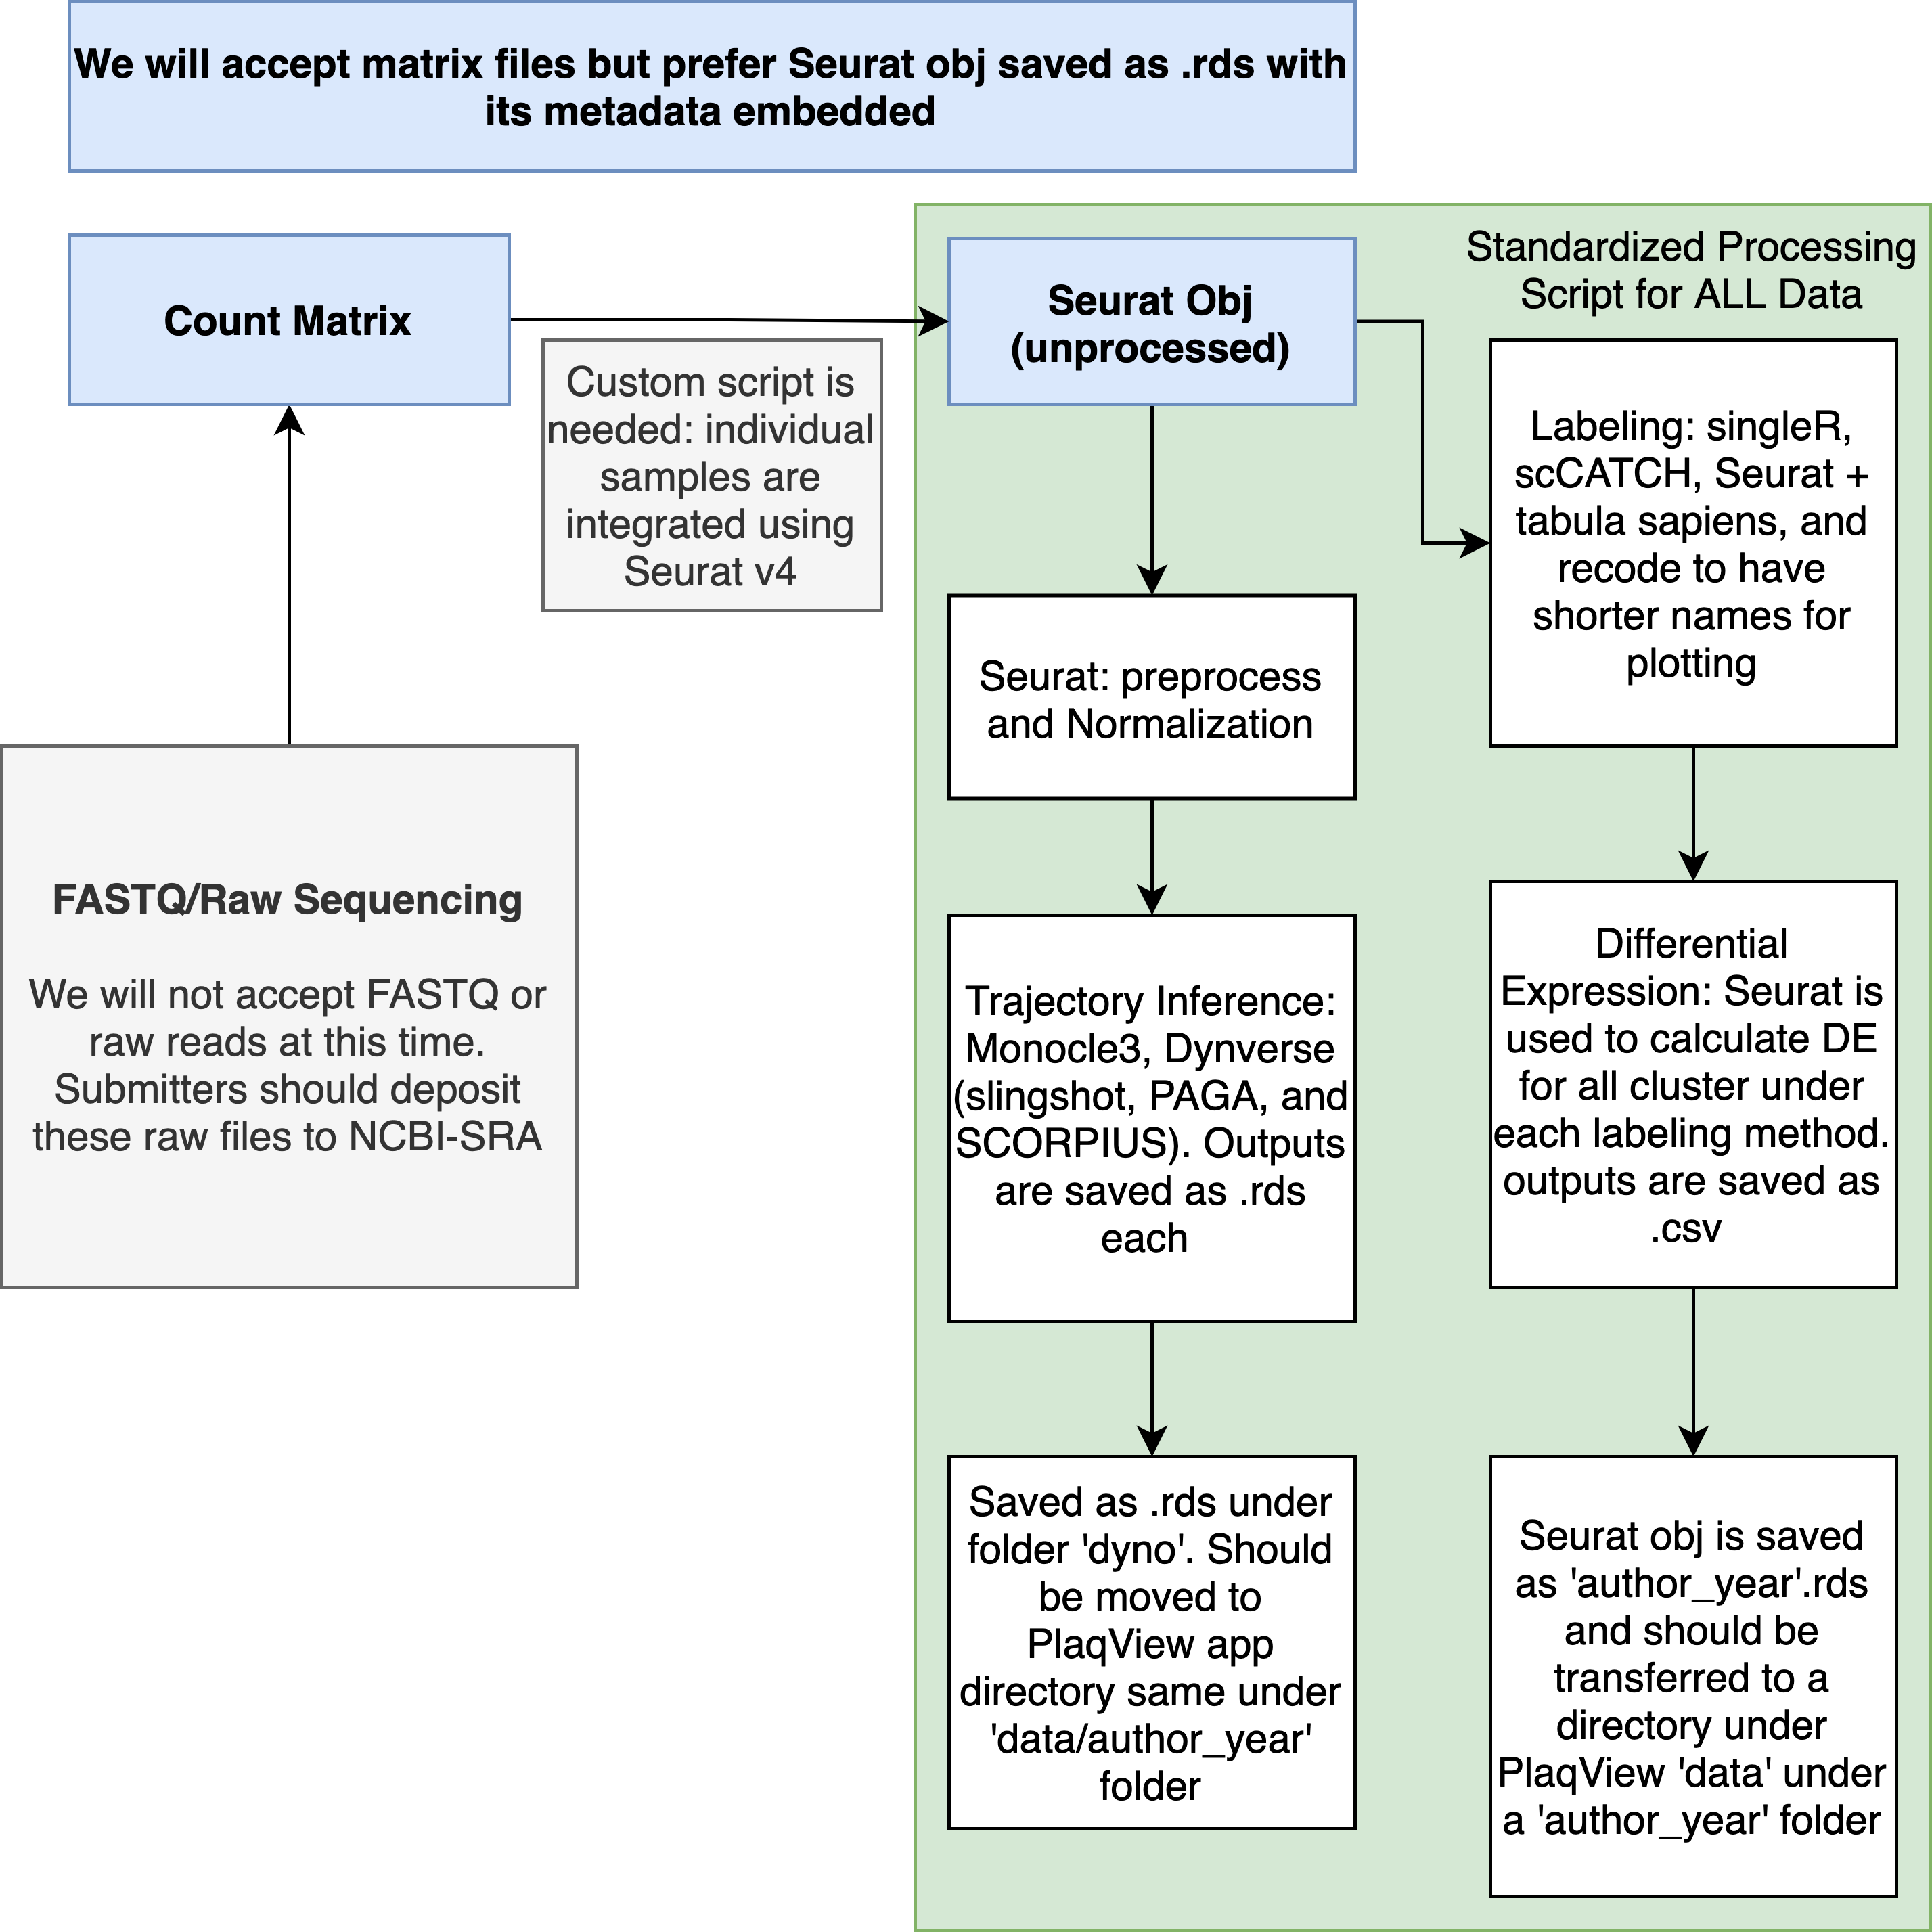 We will accept matrix files but prefer Seurat obj saved as .rds with
its metadata embedded
Count Matrix
Custom script is
needed: individual
samples are
integrated using
Seurat v4
FASTQ/Raw Sequencing
We will not accept FASTQ or
raw reads at this time.
Submitters should deposit
these raw files to NCBI-SRA
Seurat Obj
(unprocessed)
Seurat: preprocess
and Normalization
Trajectory Inference:
Monocle3, Dynverse
(slingshot, PAGA, and
SCORPIUS). Outputs
are saved as .rds
each
Saved as .rds under
folder 'dyno'. Should
be moved to
PlaqView app
directory same under
'data/author_year'
folder
Standardized Processing
Script for ALL Data
Labeling: singleR,
scCATCH, Seurat +
tabula sapiens, and
recode to have
shorter names for
plotting
Differential
Expression: Seurat is
used to calculate DE
for all cluster under
each labeling method.
outputs are saved as
.csv
Seurat obj is saved
as 'author_year'.rds
and should be
transferred to a
directory under
PlaqView 'data' under
a 'author_year' folder